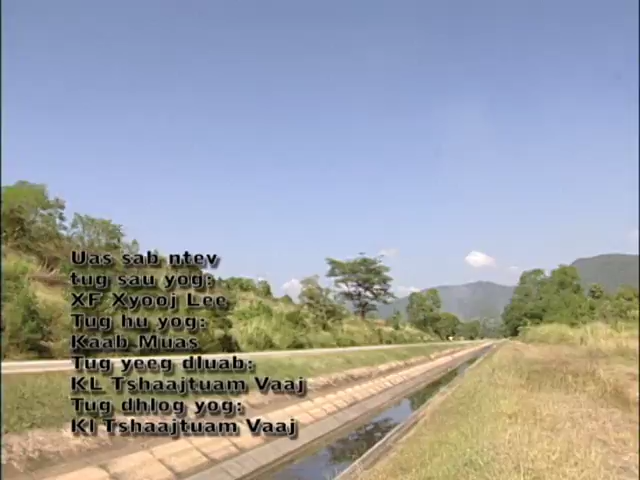 Uas sab ntev
tug sau yog:
XF Xyooj Lee
Tug hu yog:
Kaab Muas
Tug yeeg dluab:
KL Tshaajtuam Vaaj
Tug dhlog yog:
Kl Tshaajtuam Vaaj